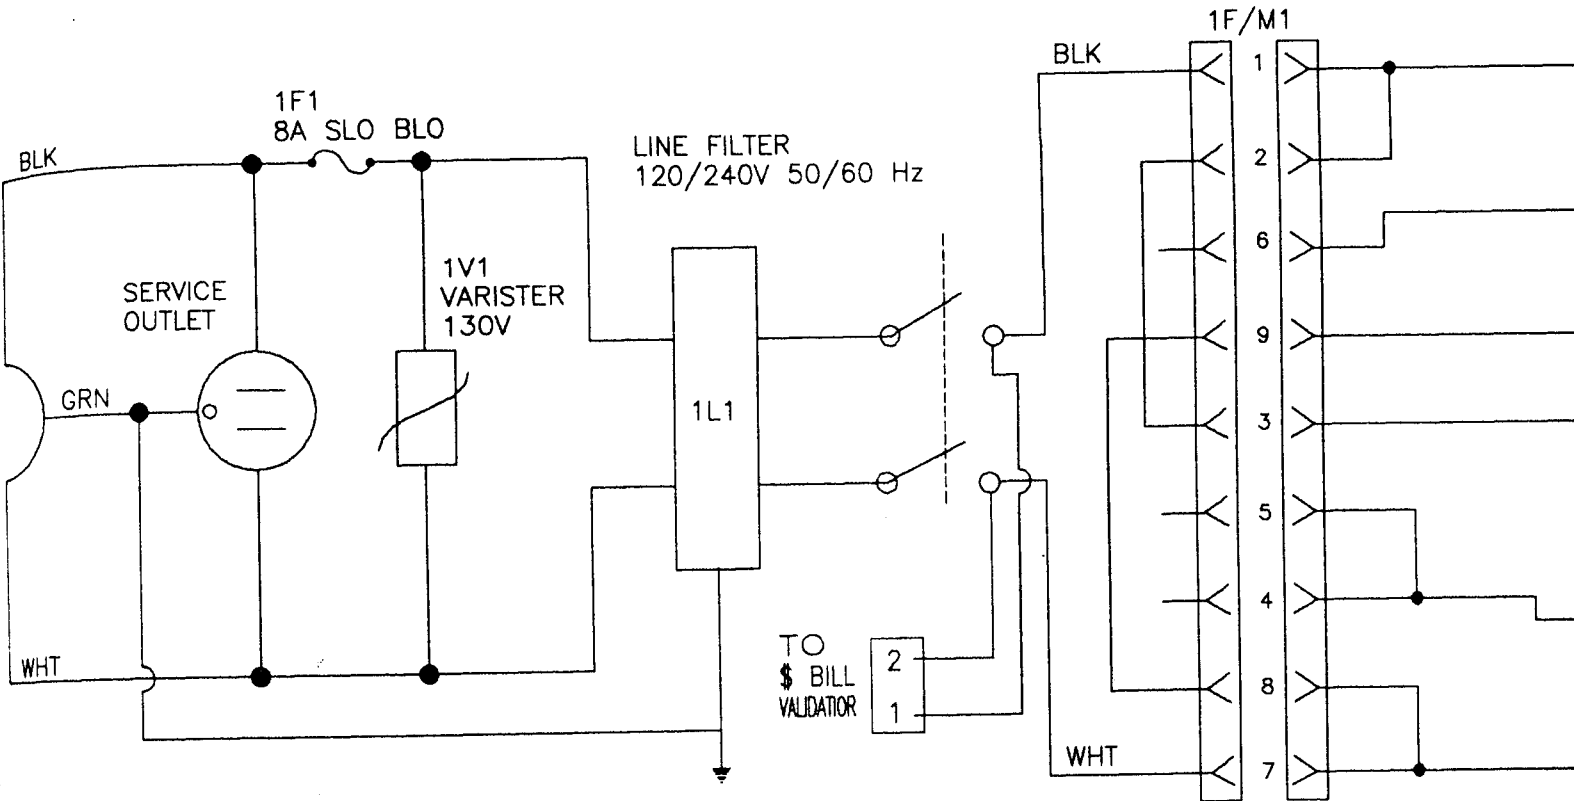 1F/M1
BLK
1
1F1
8A SLO BLO
LINE FILTER
120/240V 50/60 Hz
BLK
2
6
1V1
VARISTER
130V
SERVICE
OUTLET
9
GRN
1L1
3
5
4
TO
$ BILL
VALIDATIOR
2
1
WHT
8
WHT
7